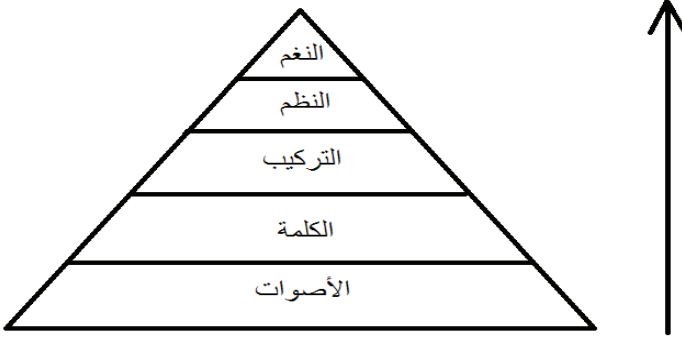 النغم
النظم
التركيب
الكلمة
الأصوات